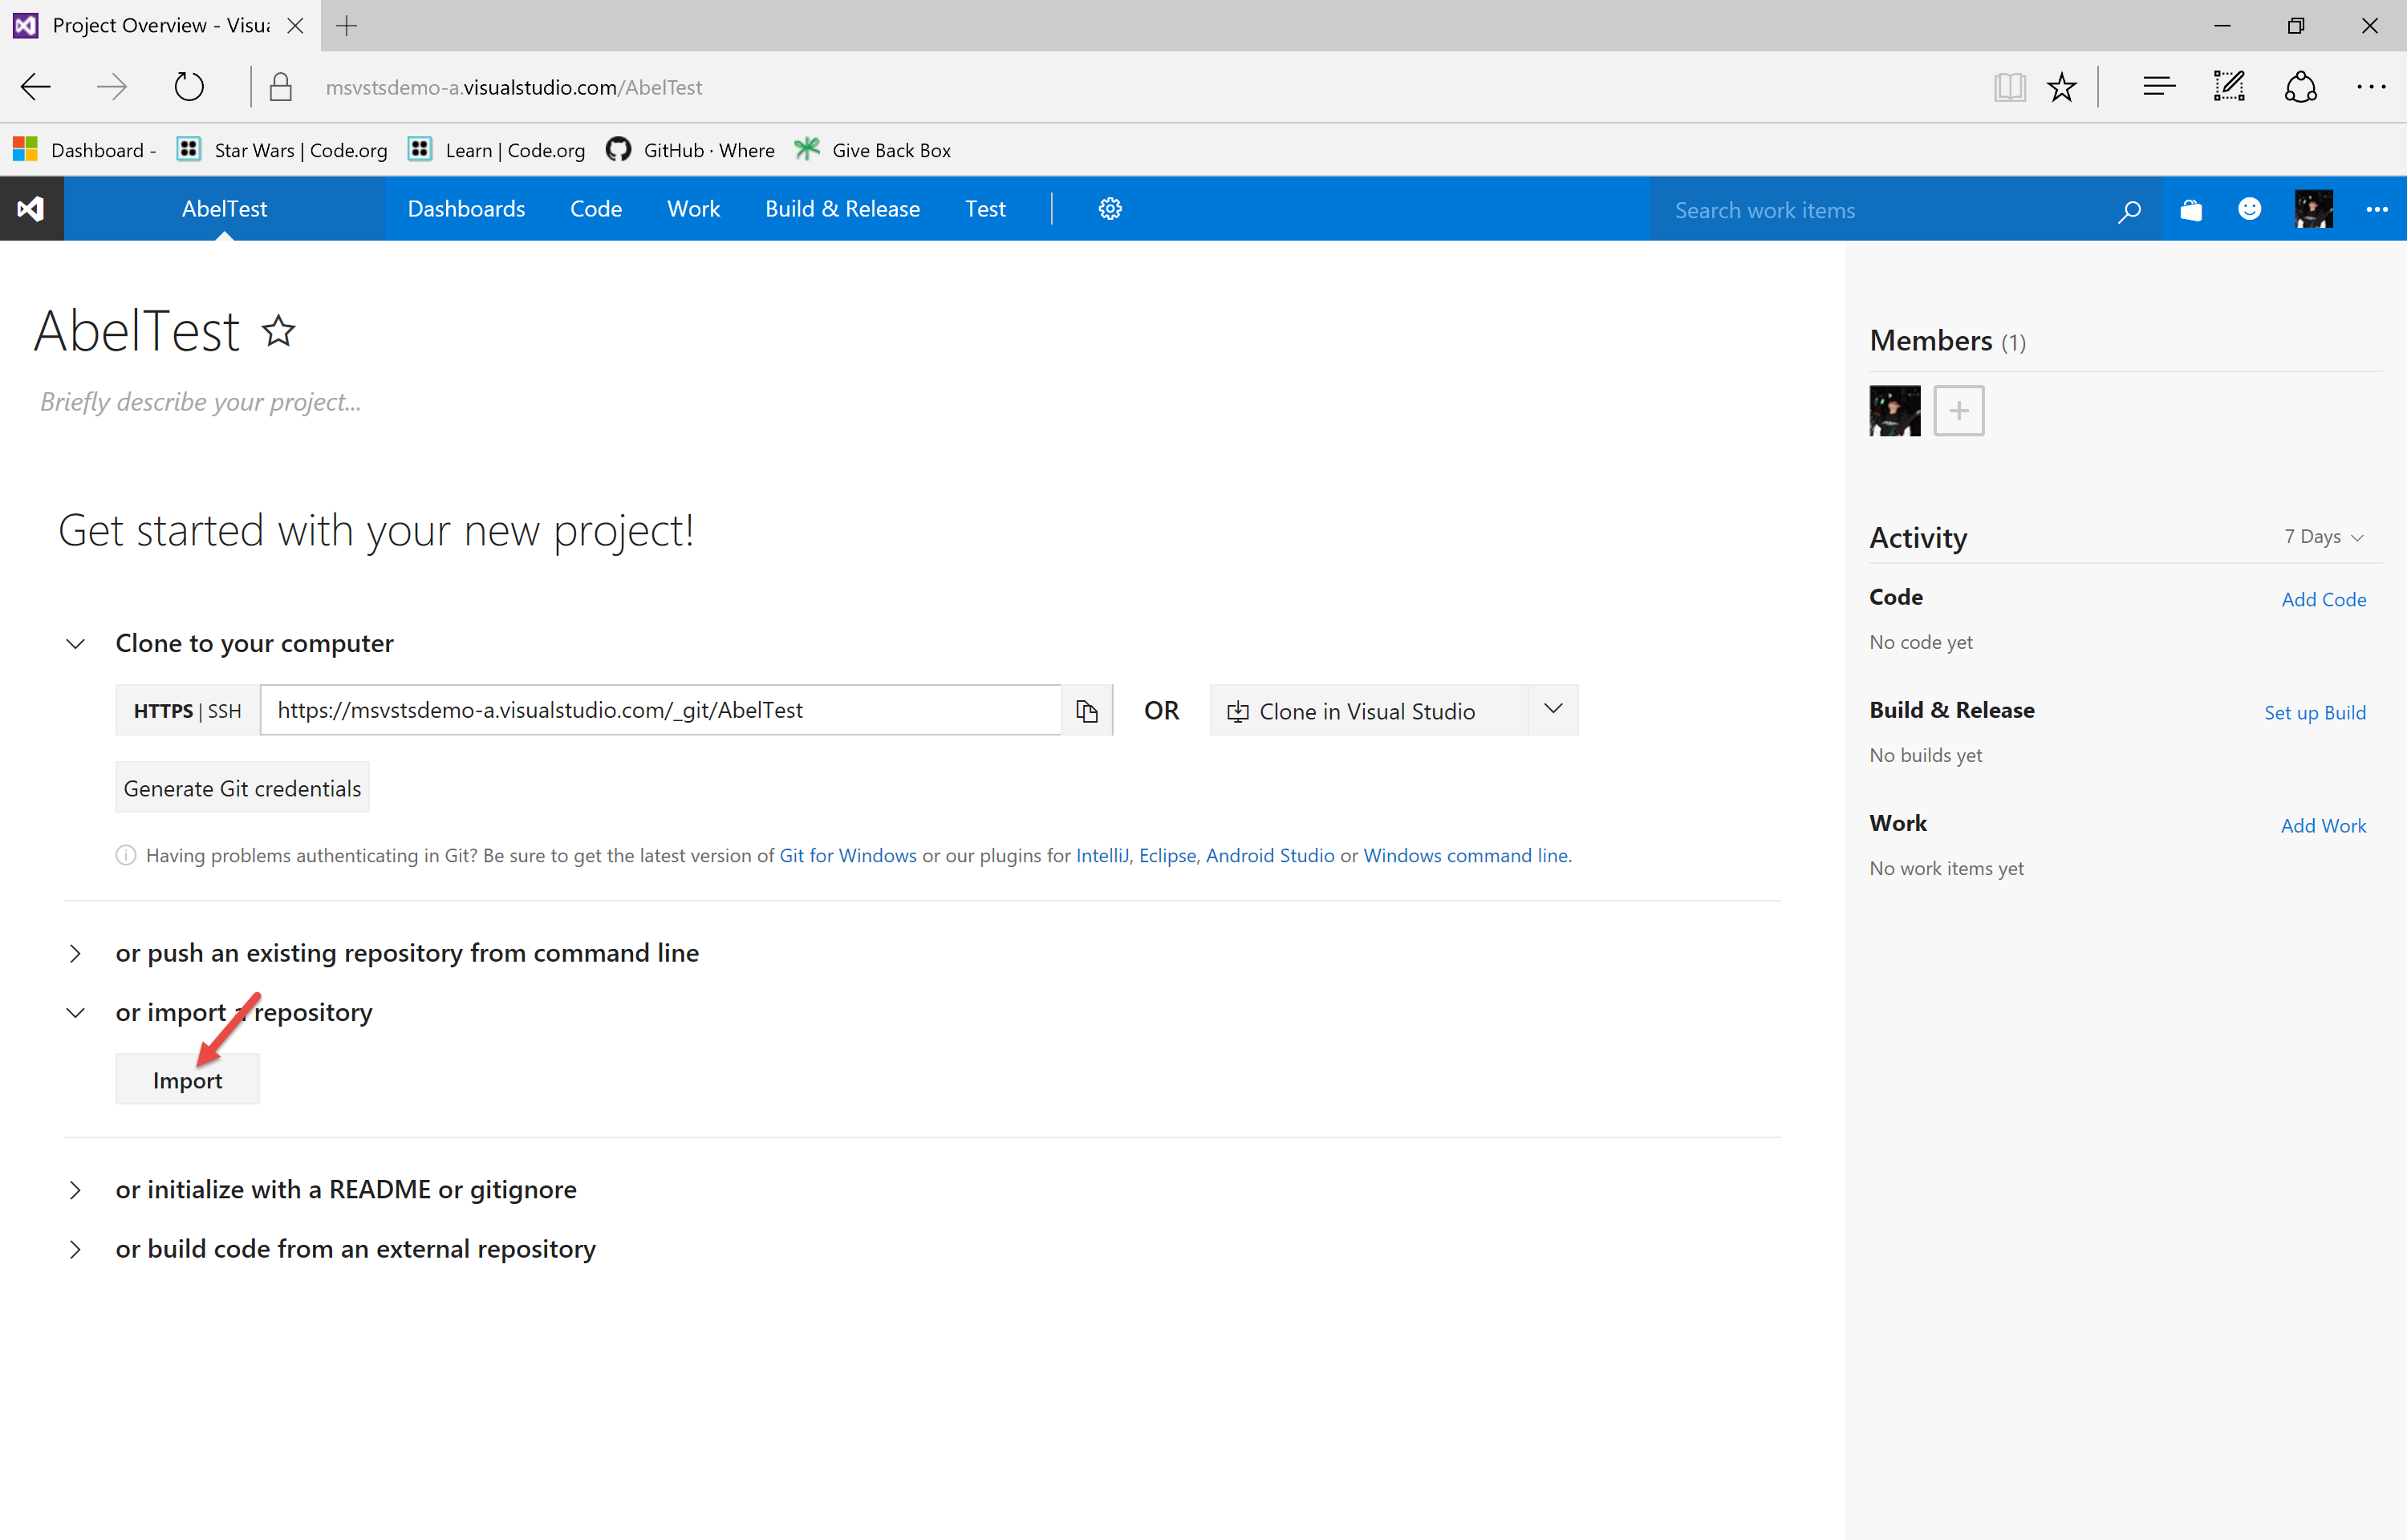 Project Overview - Visu
msvstsdemo-a.visualstudio.com/AbelTest
Dashboard - Star Wars | Code.org Learn | Code.org GitHub · Where Give Back Box
AbelTest Dashboards Code Work Build & Release Test Search work items
AbelTest
Briefly describe your project...
Get started with your new project!
Clone to your computer
HTTPS | SSH https://msvstsdemo-a.visualstudio.com/_git/AbelTest OR Clone in Visual Studio
Generate Git credentials
Having problems authenticating in Git? Be sure to get the latest version of Git for Windows or our plugins for IntelliJ, Eclipse, Android Studio or Windows command line.
or push an existing repository from command line
or import a repository
Import
or initialize with a README or gitignore
or build code from an external repository
Members (1)
Activity 7 Days
Code Add Code
No code yet
Build & Release Set up Build
No builds yet
Work Add Work
No work items yet